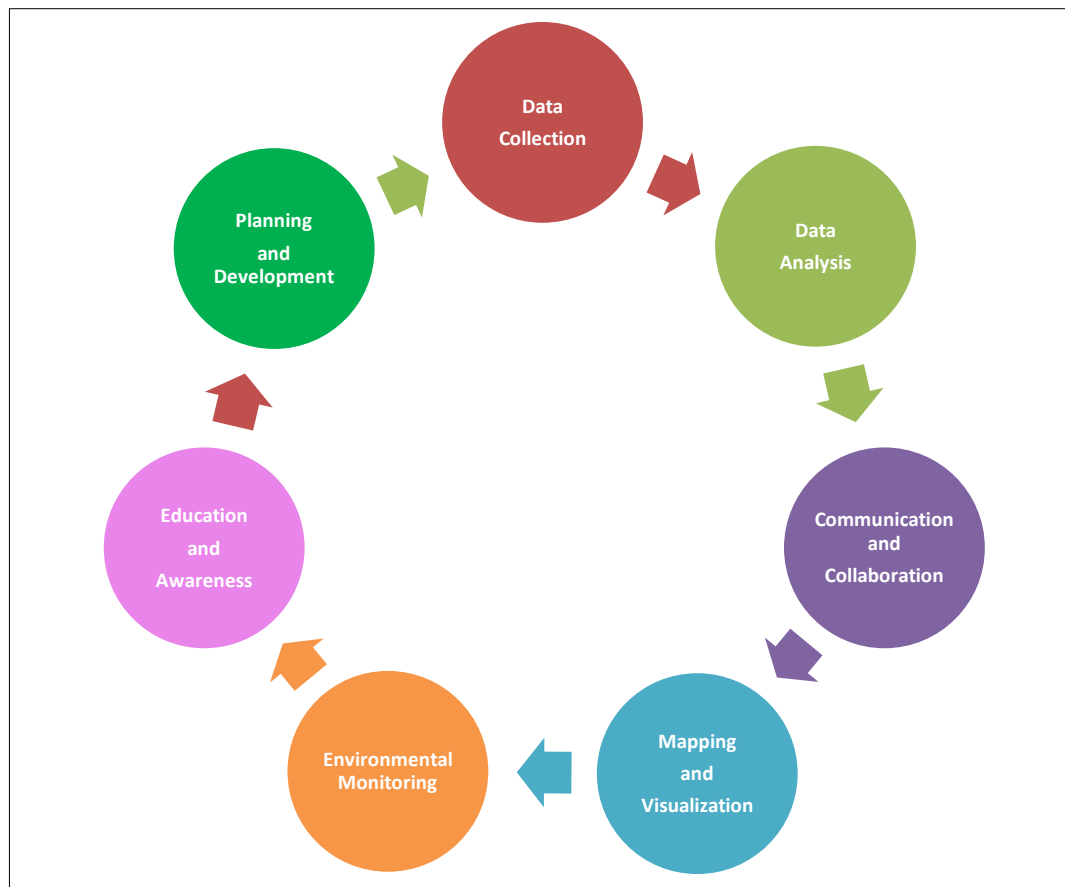 Data
Collection
Data
Analysis
Communication
and
Collaboration
Mapping
and
Visualization
Environmental
Monitoring
Education
and
Awareness
Planning
and
Development